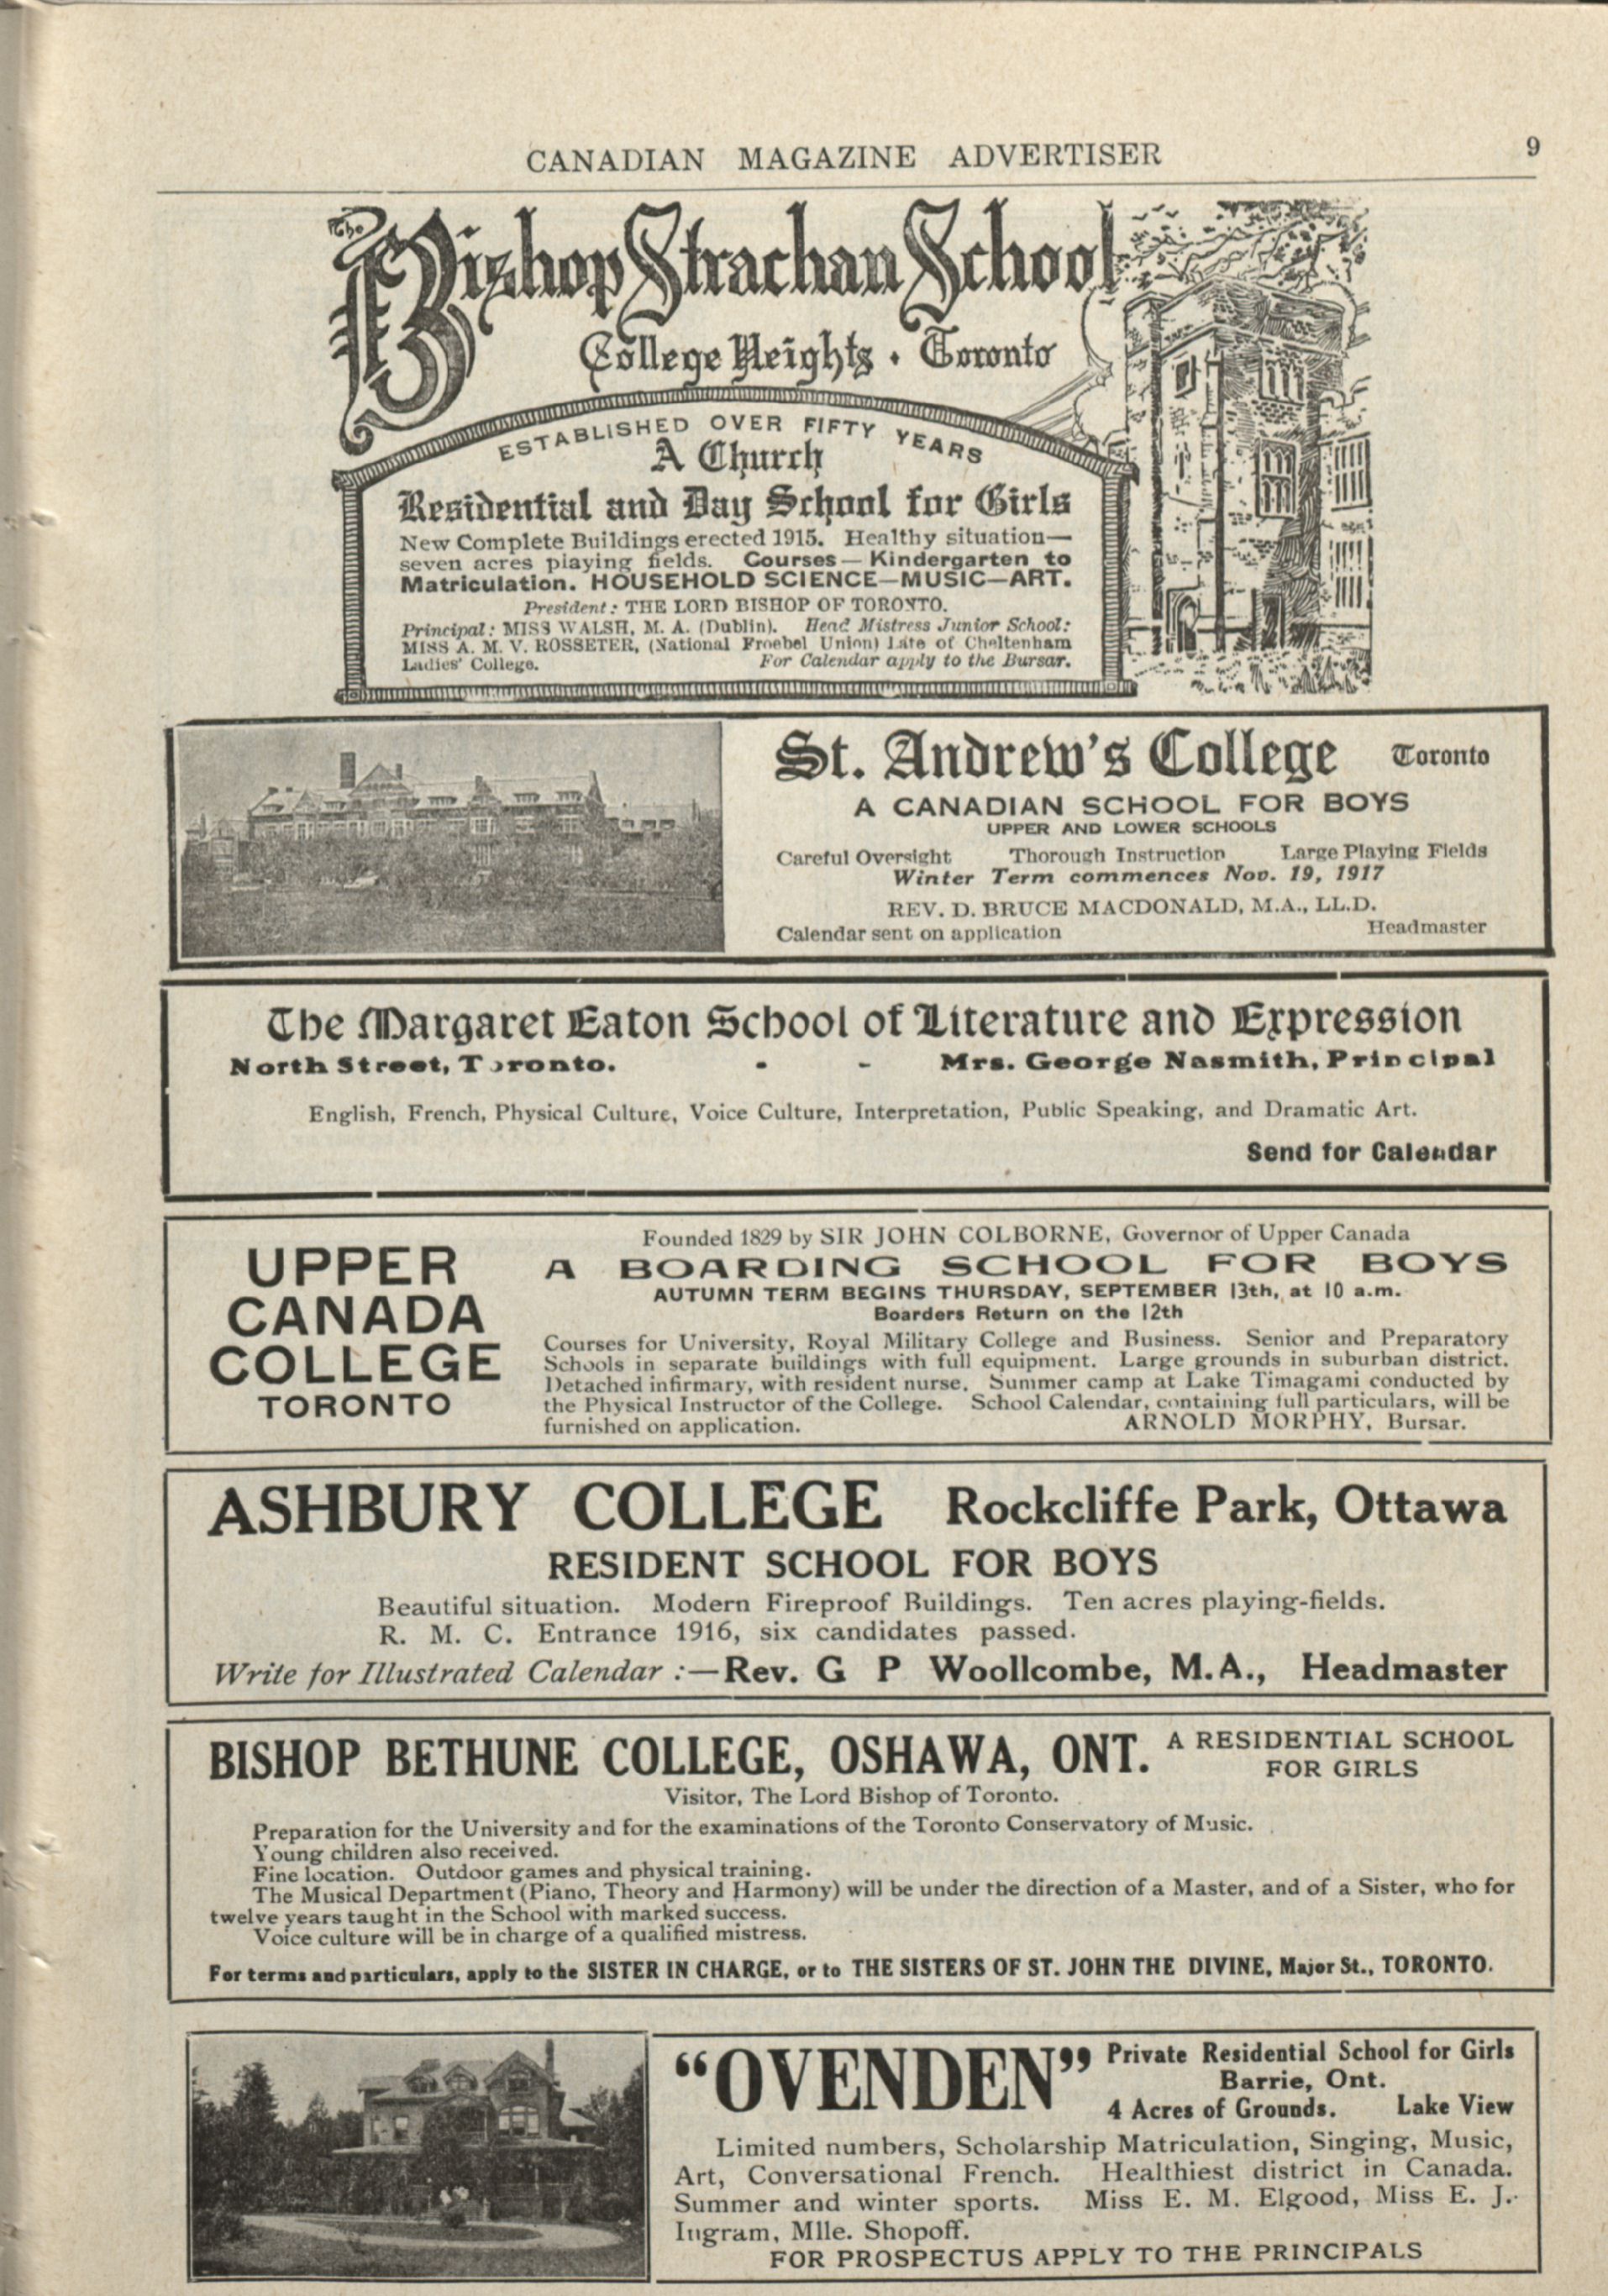 CANADIAN MAGAZINE ADVERTISER
9
The
Bishop Strachan School
College Heights · Toronto
ESTABLISHED OVER FIFTY YEARS
A Church
Residential and Day School for Girls
New Complete Buildings erected 1915. Healthy situation—
seven acres playing fields. Courses—Kindergarten to
Matriculation. HOUSEHOLD SCIENCE—MUSIC—ART.
President: THE LORD BISHOP OF TORONTO.
Principal: MISS WALSH, M. A. (Dublin). Head Mistress Junior School:
MISS A. M. V. ROSSETER, (National Froebel Union) Late of Cheltenham
Ladies' College. For Calendar apply to the Bursar.
St. Andrew's College Toronto
A CANADIAN SCHOOL FOR BOYS
UPPER AND LOWER SCHOOLS
Careful Oversight Thorough Instruction Large Playing Fields
Winter Term commences Nov. 19, 1917
REV. D. BRUCE MACDONALD, M.A., LL.D.
Calendar sent on application Headmaster
The Margaret Eaton School of Literature and Expression
North Street, Toronto. - - Mrs. George Nasmith, Principal
English, French, Physical Culture, Voice Culture, Interpretation, Public Speaking, and Dramatic Art.
Send for Calendar
UPPER
CANADA
COLLEGE
TORONTO
Founded 1829 by SIR JOHN COLBORNE, Governor of Upper Canada
A BOARDING SCHOOL FOR BOYS
AUTUMN TERM BEGINS THURSDAY, SEPTEMBER 13th, at 10 a.m.
Boarders Return on the 12th
Courses for University, Royal Military College and Business. Senior and Preparatory
Schools in separate buildings with full equipment. Large grounds in suburban district.
Detached infirmary, with resident nurse. Summer camp at Lake Timagami conducted by
the Physical Instructor of the College. School Calendar, containing full particulars, will be
furnished on application. ARNOLD MORPHY, Bursar.
ASHBURY COLLEGE Rockcliffe Park, Ottawa
RESIDENT SCHOOL FOR BOYS
Beautiful situation. Modern Fireproof Buildings. Ten acres playing-fields.
R. M. C. Entrance 1916, six candidates passed.
Write for Illustrated Calendar :—Rev. G P Woollcombe, M.A., Headmaster
BISHOP BETHUNE COLLEGE, OSHAWA, ONT. A RESIDENTIAL SCHOOL
FOR GIRLS
Visitor, The Lord Bishop of Toronto.
Preparation for the University and for the examinations of the Toronto Conservatory of Music.
Young children also received.
Fine location. Outdoor games and physical training.
The Musical Department (Piano, Theory and Harmony) will be under the direction of a Master, and of a Sister, who for
twelve years taught in the School with marked success.
Voice culture will be in charge of a qualified mistress.
For terms and particulars, apply to the SISTER IN CHARGE, or to THE SISTERS OF ST. JOHN THE DIVINE, Major St., TORONTO.
"OVENDEN" Private Residential School for Girls
Barrie, Ont.
4 Acres of Grounds. Lake View
Limited numbers, Scholarship Matriculation, Singing, Music,
Art, Conversational French. Healthiest district in Canada.
Summer and winter sports. Miss E. M. Elgood, Miss E. J.
Ingram, Mlle. Shopoff.
FOR PROSPECTUS APPLY TO THE PRINCIPALS